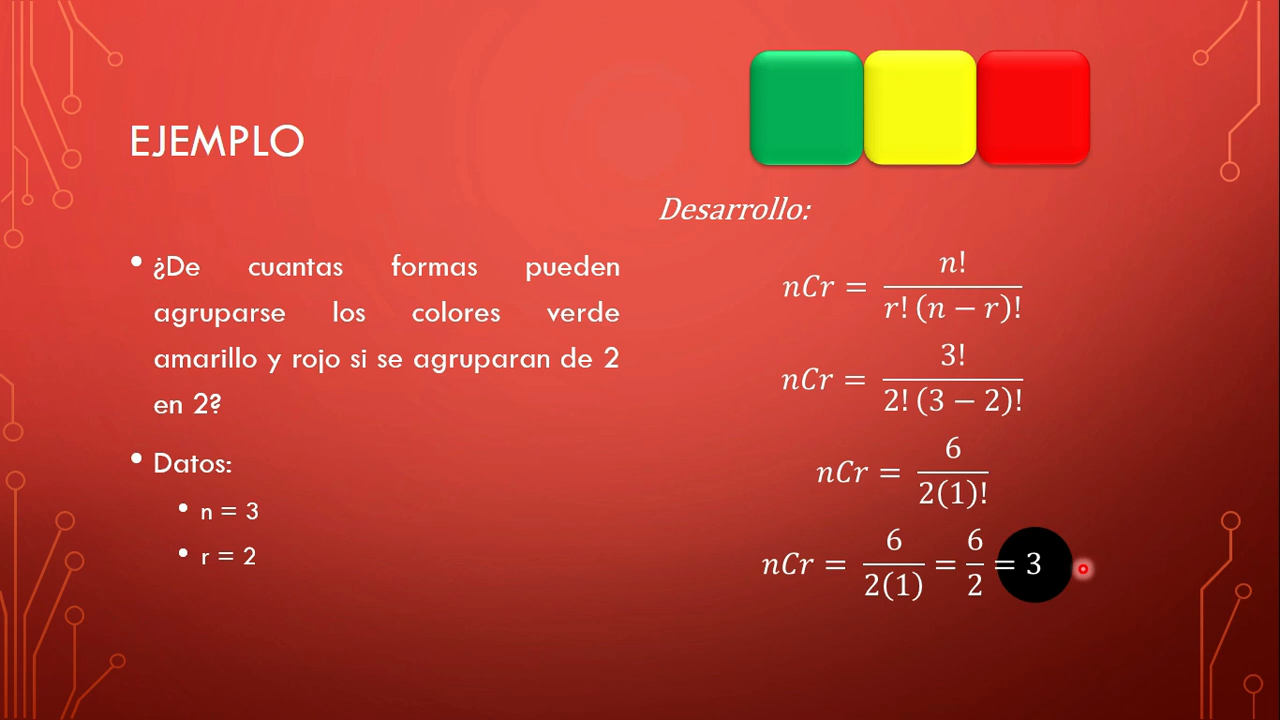 EJEMPLO
• ¿De cuantas formas pueden
agruparse los colores verde
amarillo y rojo si se agruparan de 2
en 2?
• Datos:
• n = 3
• r = 2
Desarrollo:
nCr = n! / r! (n − r)!
nCr = 3! / 2! (3 − 2)!
nCr = 6 / 2(1)!
nCr = 6 / 2(1) = 6 / 2 = 3